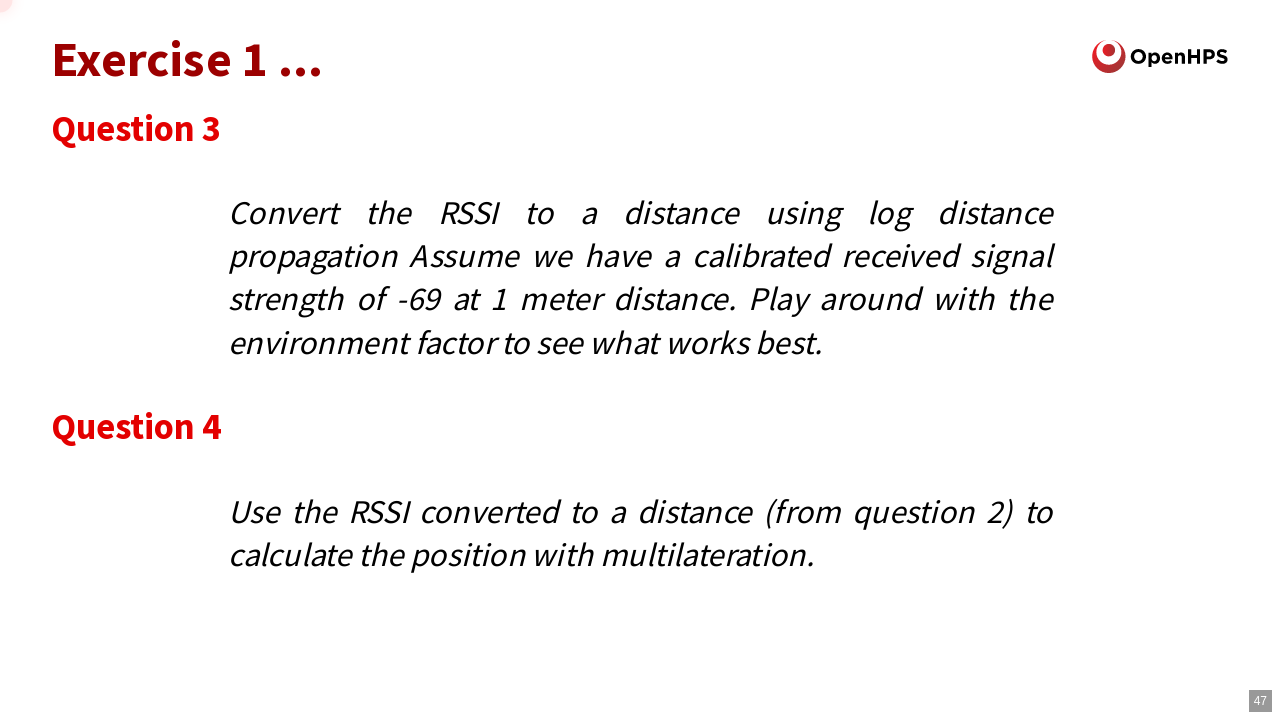 Exercise 1 ...
OpenHPS
Question 3
Convert the RSSI to a distance using log distance
propagation Assume we have a calibrated received signal
strength of -69 at 1 meter distance. Play around with the
environment factor to see what works best.
Question 4
Use the RSSI converted to a distance (from question 2) to
calculate the position with multilateration.
47